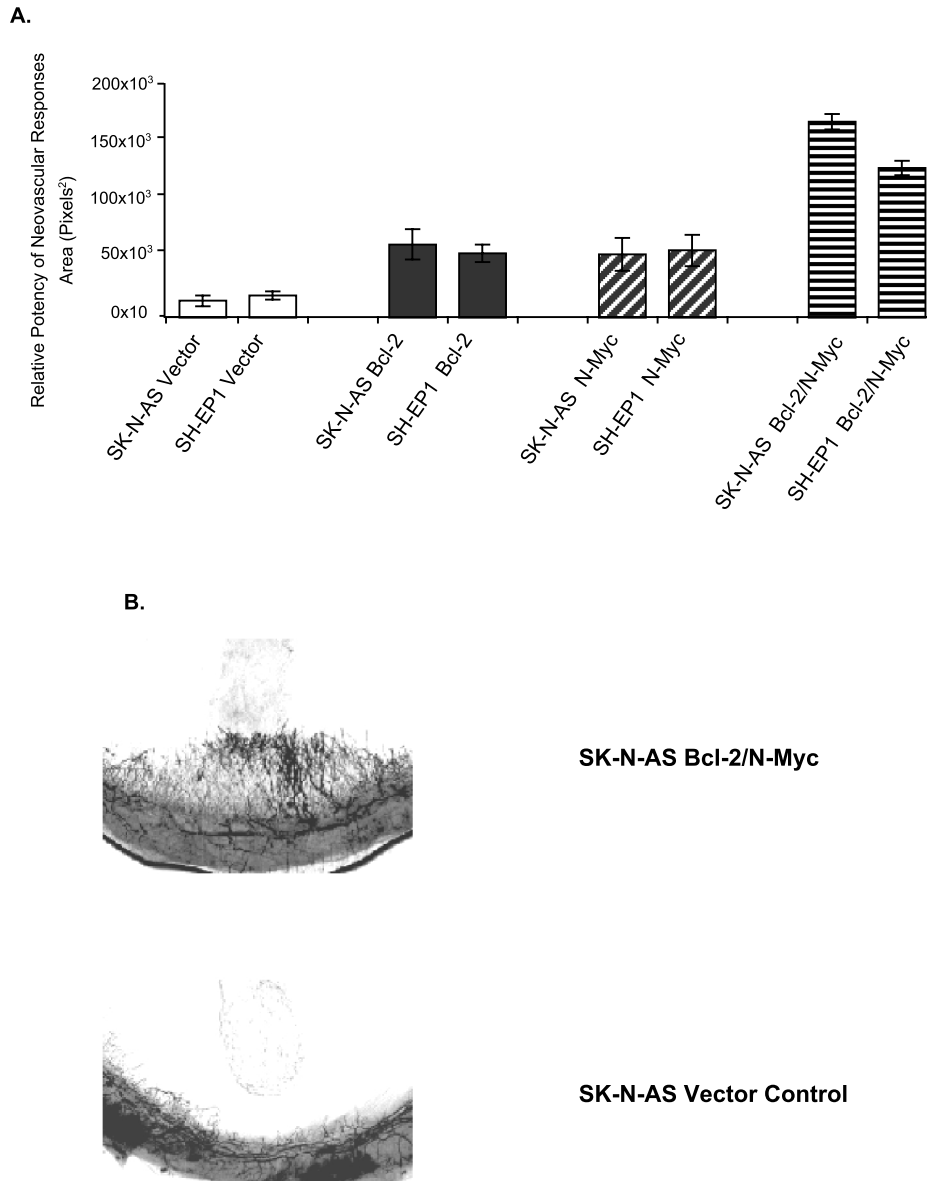 A.
Relative Potency of Neovascular Responses
Area (Pixels²)
200x10³
150x10³
100x10³
50x10³
0x10
SK-N-AS Vector
SH-EP1 Vector
SK-N-AS Bcl-2
SH-EP1 Bcl-2
SK-N-AS N-Myc
SH-EP1 N-Myc
SK-N-AS Bcl-2/N-Myc
SH-EP1 Bcl-2/N-Myc
B.
SK-N-AS Bcl-2/N-Myc
SK-N-AS Vector Control